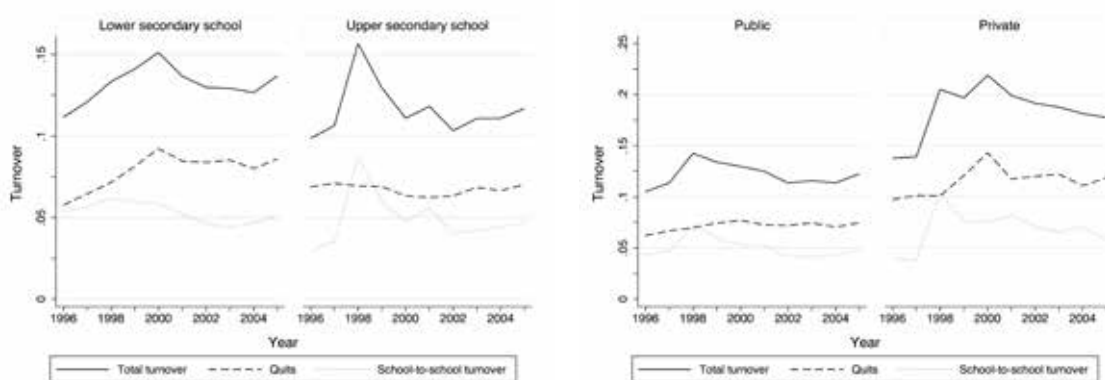 Lower secondary school
Upper secondary school
Turnover
.15
.1
.05
0
1996 1998 2000 2002 2004
1996 1998 2000 2002 2004
Year
Total turnover Quits School-to-school turnover
Public
Private
Turnover
.25
.2
.15
.1
.05
0
1996 1998 2000 2002 2004
1996 1998 2000 2002 2004
Year
Total turnover Quits School-to-school turnover